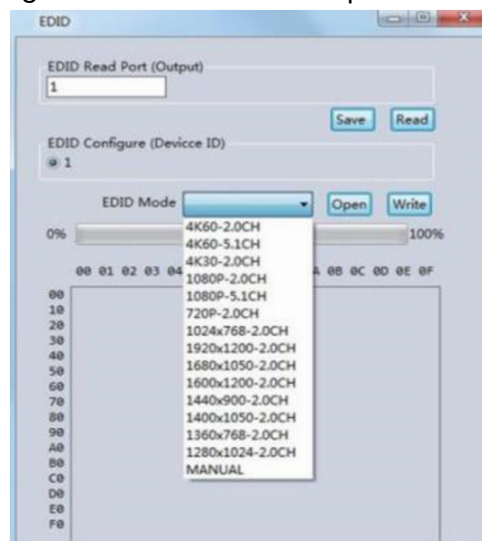 EDID
EDID Read Port (Output)
1
Save Read
EDID Configure (Devicce ID)
1
EDID Mode Open Write
0% 100%
4K60-2.0CH
4K60-5.1CH
4K30-2.0CH
1080P-2.0CH
1080P-5.1CH
720P-2.0CH
1024x768-2.0CH
1920x1200-2.0CH
1680x1050-2.0CH
1600x1200-2.0CH
1440x900-2.0CH
1400x1050-2.0CH
1360x768-2.0CH
1280x1024-2.0CH
MANUAL
00 01 02 03 04 A 0B 0C 0D 0E 0F
00
10
20
30
40
50
60
70
80
90
A0
B0
C0
D0
E0
F0